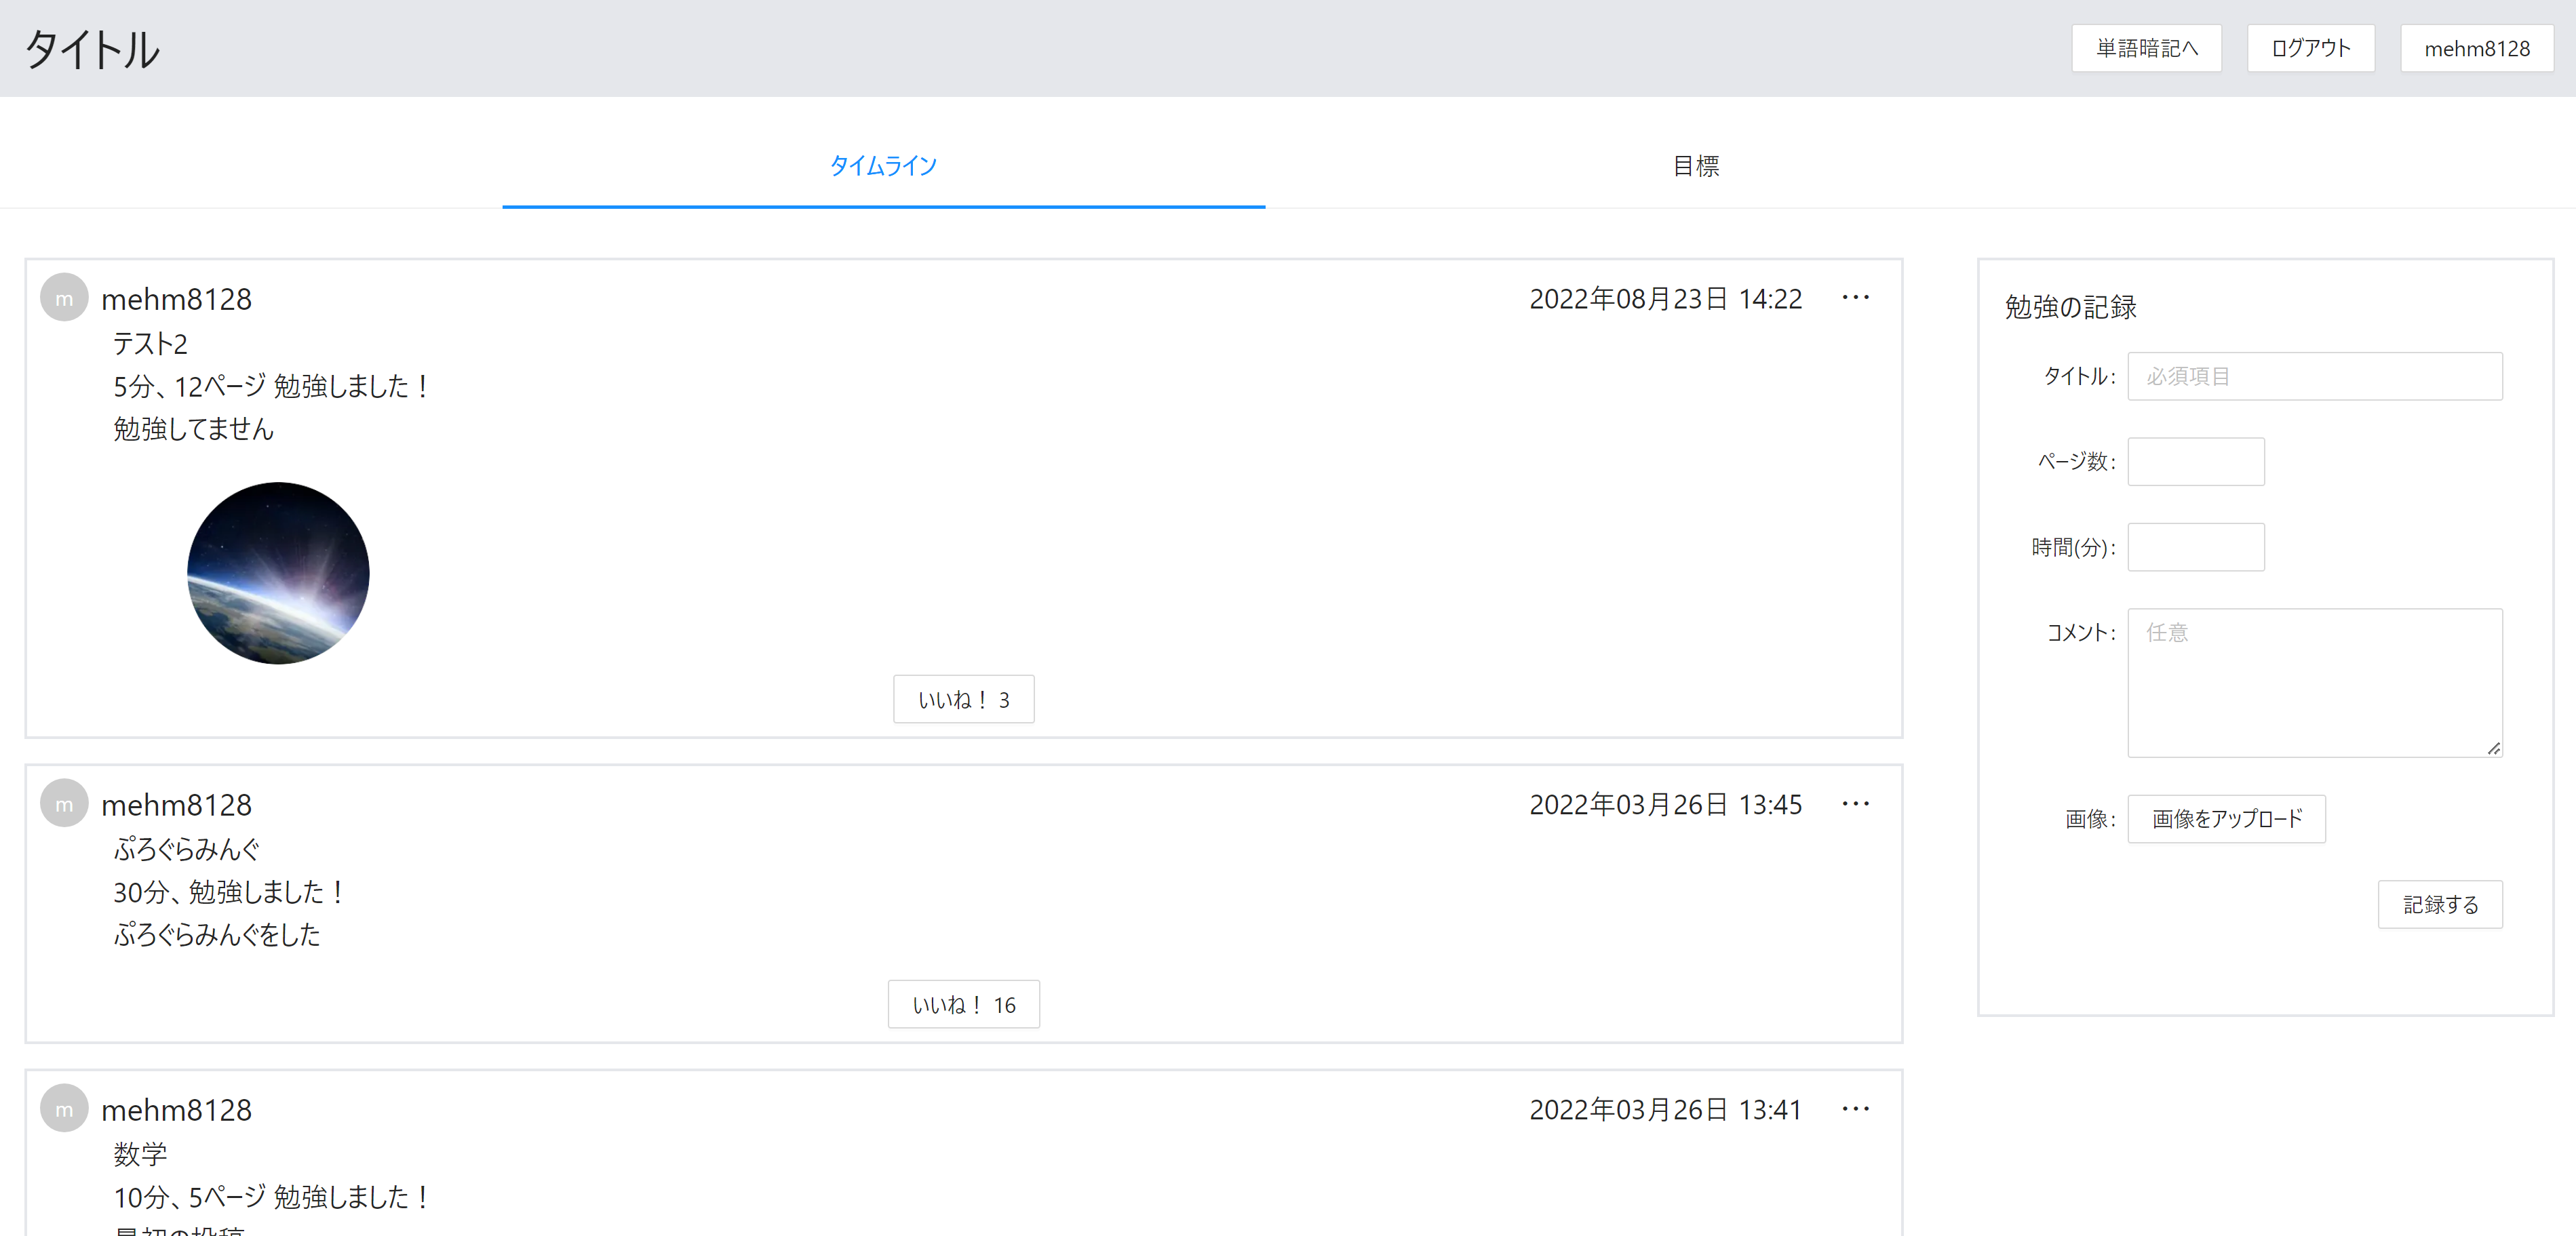 タイトル
単語暗記へ
ログアウト
mehm8128
タイムライン
目標
m
mehm8128
2022年08月23日 14:22
…
テスト2
5分、12ページ 勉強しました！
勉強してません
いいね！ 3
m
mehm8128
2022年03月26日 13:45
…
ぷろぐらみんぐ
30分、勉強しました！
ぷろぐらみんぐをした
いいね！ 16
m
mehm8128
2022年03月26日 13:41
…
数学
10分、5ページ 勉強しました！
最初の投稿
勉強の記録
タイトル: 必須項目
ページ数:
時間(分):
コメント: 任意
画像: 画像をアップロード
記録する